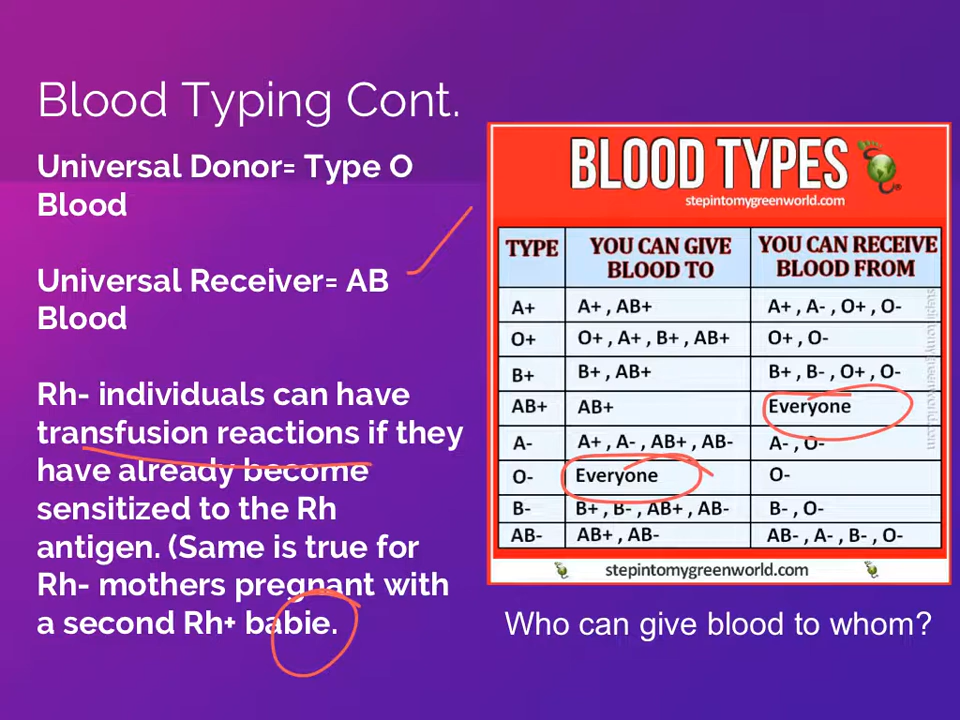 Blood Typing Cont.
Universal Donor= Type O
Blood
Universal Receiver= AB
Blood
Rh- individuals can have
transfusion reactions if they
have already become
sensitized to the Rh
antigen. (Same is true for
Rh- mothers pregnant with
a second Rh+ babie.
BLOOD TYPES
stepintomygreenworld.com
TYPE YOU CAN GIVE BLOOD TO YOU CAN RECEIVE BLOOD FROM
A+ A+ , AB+ A+ , A- , O+ , O-
O+ O+ , A+ , B+ , AB+ O+ , O-
B+ B+ , AB+ B+ , B- , O+ , O-
AB+ AB+ Everyone
A- A+ , A- , AB+ , AB- A- , O-
O- Everyone O-
B- B+ , B- , AB+ , AB- B- , O-
AB- AB+ , AB- AB- , A- , B- , O-
stepintomygreenworld.com
stepintomygreenworld.com
Who can give blood to whom?